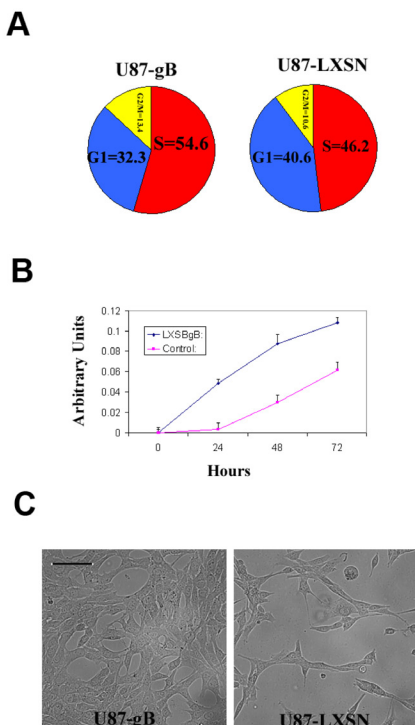 A
U87-gB
U87-LXSN
G2/M=13.4
S=54.6
G1=32.3
G2/M=10.6
S=46.2
G1=40.6
B
Arbitrary Units
0.12
0.1
0.08
0.06
0.04
0.02
0
LXSBgB:
Control:
0 24 48 72
Hours
C
U87-gB
U87-LXSN